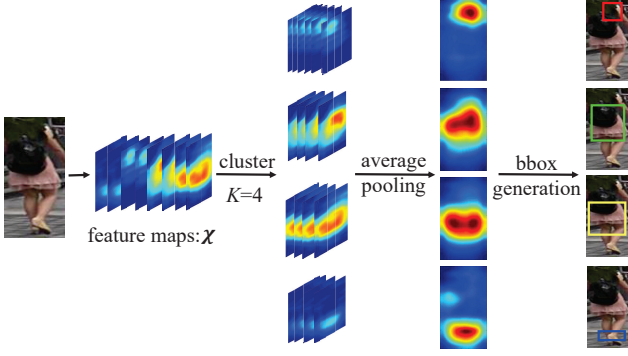 cluster
K=4
average
pooling
bbox
generation
feature maps:χ